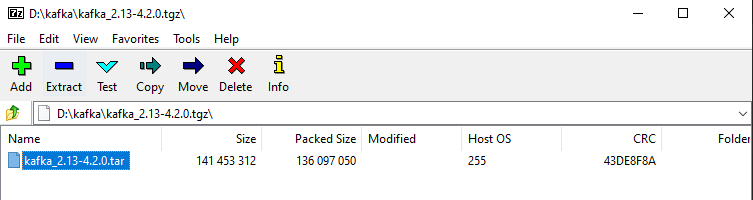 7z D:\kafka\kafka_2.13-4.2.0.tgz\
File Edit View Favorites Tools Help
Add Extract Test Copy Move Delete Info
D:\kafka\kafka_2.13-4.2.0.tgz\
Name Size Packed Size Modified Host OS CRC Folder
kafka_2.13-4.2.0.tar 141 453 312 136 097 050 255 43DE8F8A